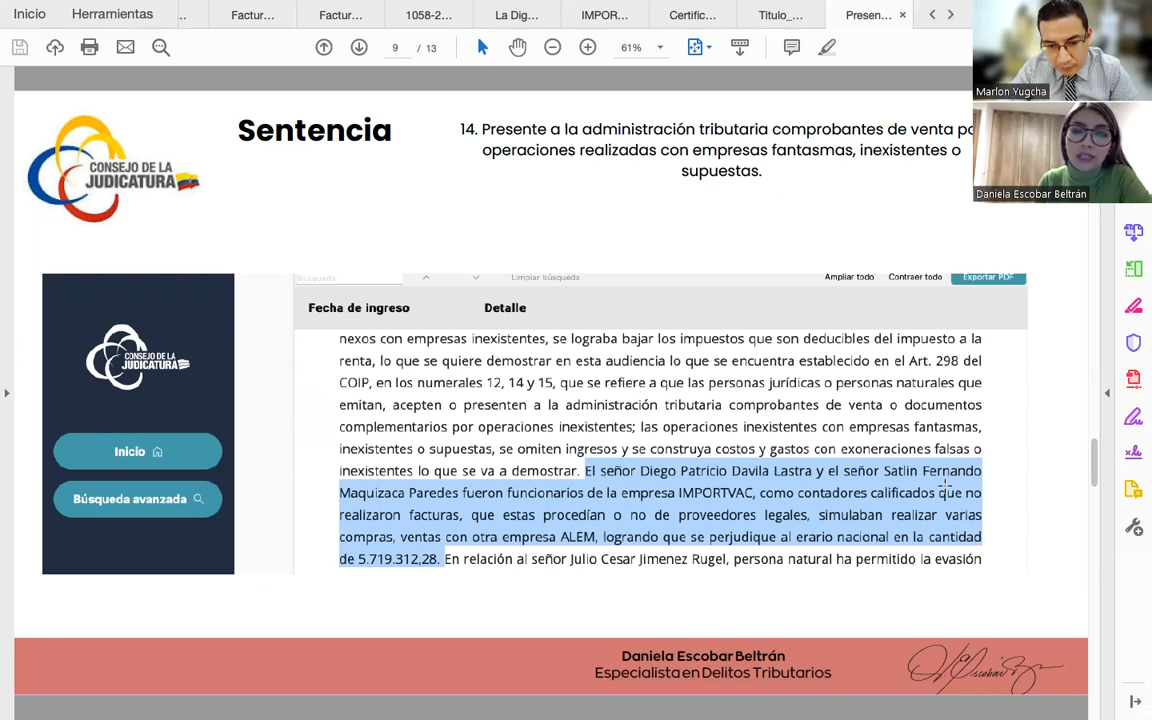 Inicio
Herramientas
...
Factur...
Factur...
1058-2...
La Dig...
IMPOR...
Certific...
Titulo_...
Presen...
×
9 / 13
61%
Marlon Yugcha
Daniela Escobar Beltrán
CONSEJO DE LA
JUDICATURA
Sentencia
14. Presente a la administración tributaria comprobantes de venta po
operaciones realizadas con empresas fantasmas, inexistentes o
supuestas.
CONSEJO DE LA
JUDICATURA
Inicio
Búsqueda avanzada
Búsqueda
Limpiar búsqueda
Ampliar todo
Contraer todo
Exportar PDF
Fecha de ingreso
Detalle
nexos con empresas inexistentes, se lograba bajar los impuestos que son deducibles del impuesto a la
renta, lo que se quiere demostrar en esta audiencia lo que se encuentra establecido en el Art. 298 del
COIP, en los numerales 12, 14 y 15, que se refiere a que las personas jurídicas o personas naturales que
emitan, acepten o presenten a la administración tributaria comprobantes de venta o documentos
complementarios por operaciones inexistentes; las operaciones inexistentes con empresas fantasmas,
inexistentes o supuestas, se omiten ingresos y se construya costos y gastos con exoneraciones falsas o
inexistentes lo que se va a demostrar. El señor Diego Patricio Davila Lastra y el señor Satlin Fernando
Maquizaca Paredes fueron funcionarios de la empresa IMPORTVAC, como contadores calificados que no
realizaron facturas, que estas procedían o no de proveedores legales, simulaban realizar varias
compras, ventas con otra empresa ALEM, logrando que se perjudique al erario nacional en la cantidad
de 5.719.312,28. En relación al señor Julio Cesar Jimenez Rugel, persona natural ha permitido la evasión
Daniela Escobar Beltrán
Especialista en Delitos Tributarios